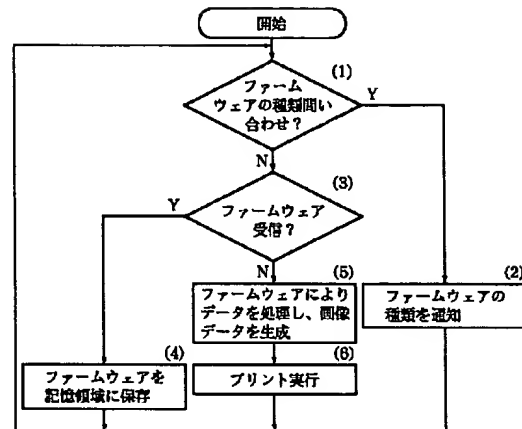 開始
(1)
ファーム
ウェアの種類問い
合わせ?
Y
N
(3)
Y
ファームウェア
受信?
N
(5)
(2)
ファームウェアにより
データを処理し、画像
データを生成
ファームウェアの
種類を通知
(4)
(6)
ファームウェアを
記憶領域に保存
プリント実行